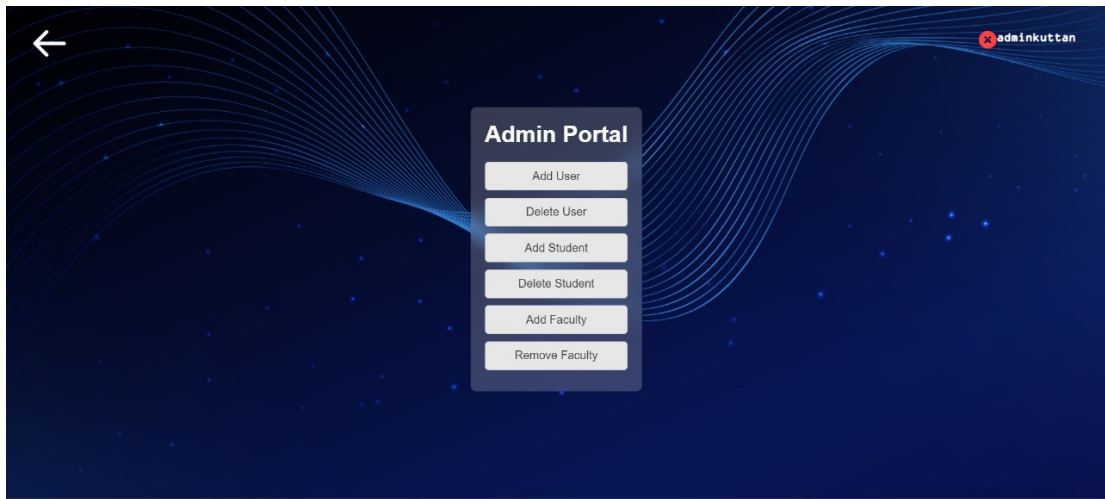 adminkuttan
Admin Portal
Add User
Delete User
Add Student
Delete Student
Add Faculty
Remove Faculty